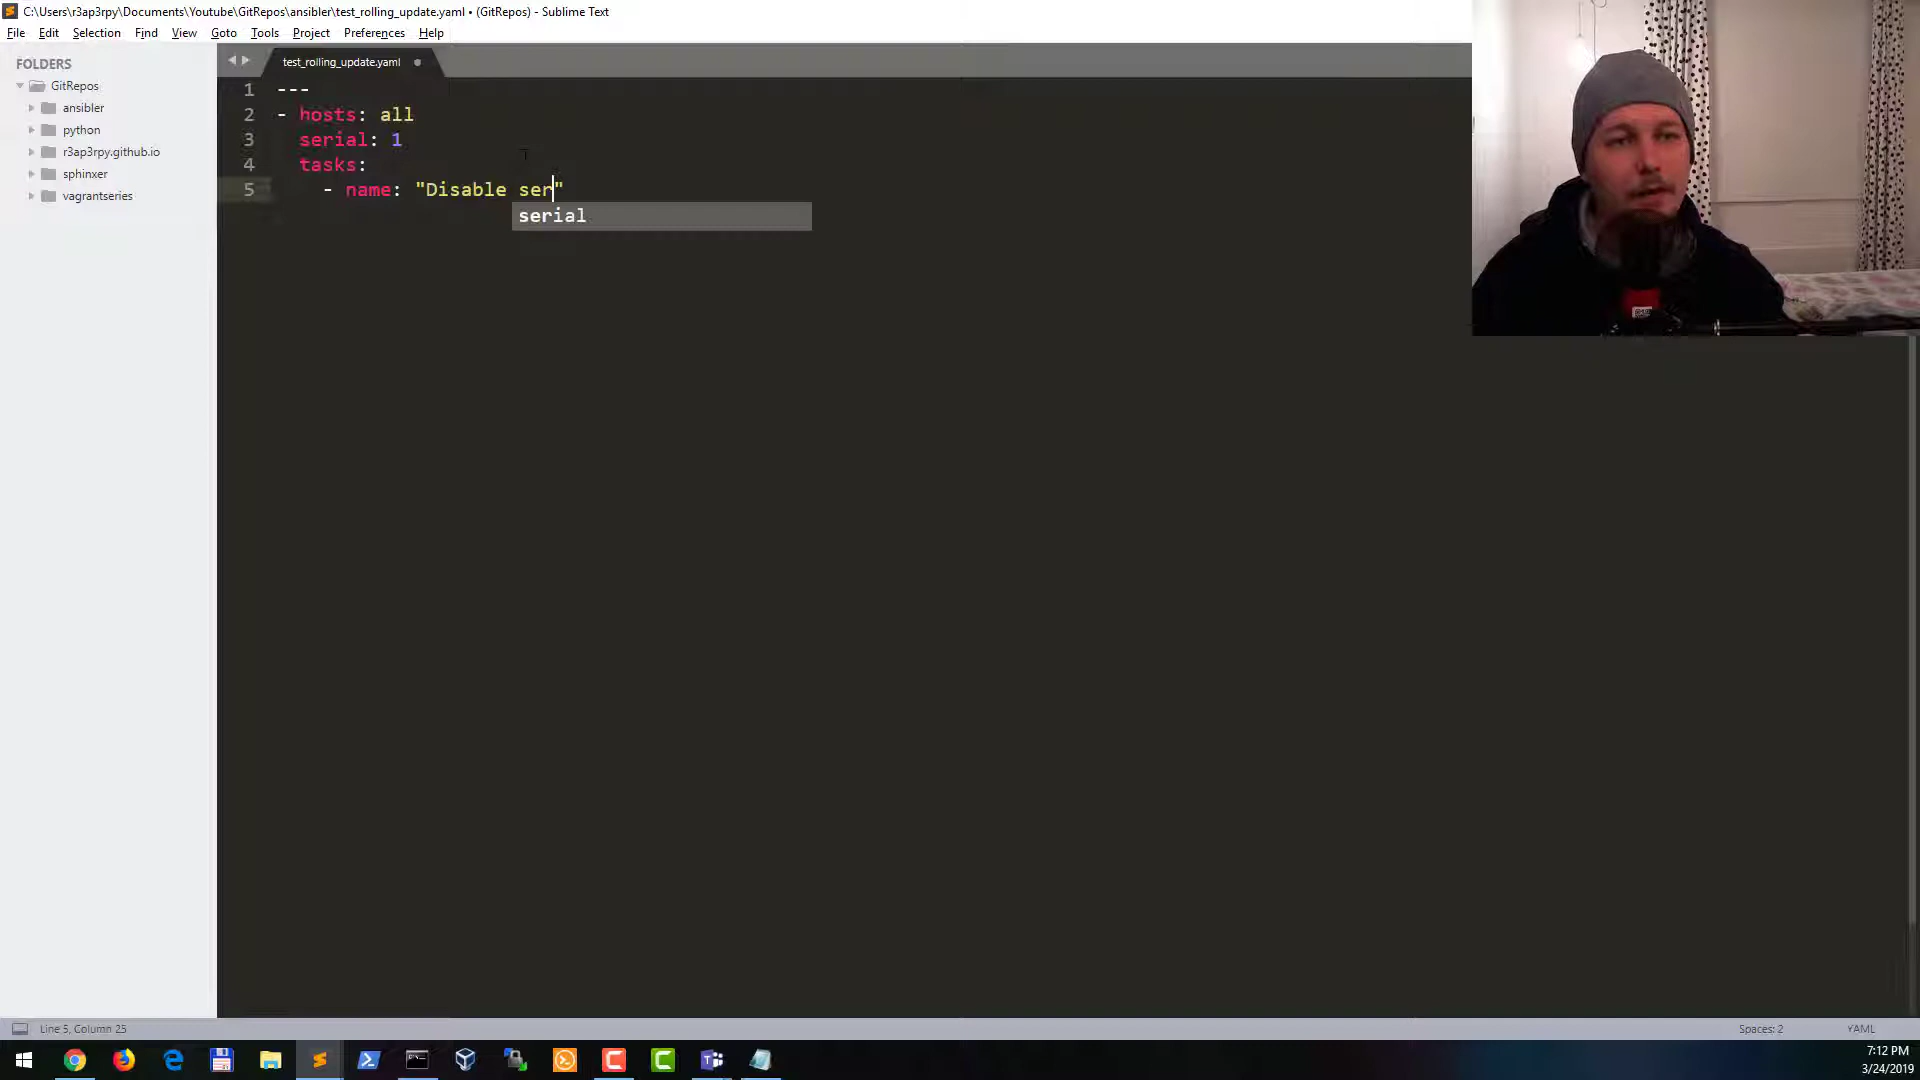 C:\Users\r3ap3rpy\Documents\Youtube\GitRepos\ansibler\test_rolling_update.yaml • (GitRepos) - Sublime Text
File Edit Selection Find View Goto Tools Project Preferences Help
FOLDERS
GitRepos
ansibler
python
r3ap3rpy.github.io
sphinxer
vagrantseries
test_rolling_update.yaml
1 ---
2 - hosts: all
3 serial: 1
4 tasks:
5 - name: "Disable ser"
serial
Line 5, Column 25
Spaces: 2
YAML
7:12 PM
3/24/2019